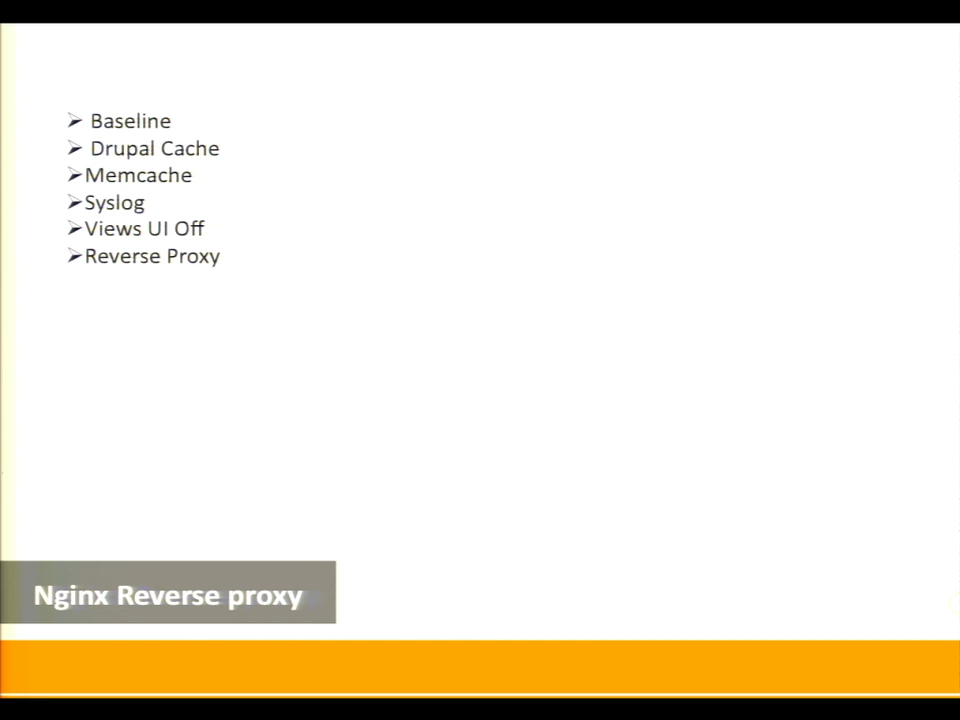 Baseline
Drupal Cache
Memcache
Syslog
Views UI Off
Reverse Proxy
Nginx Reverse proxy